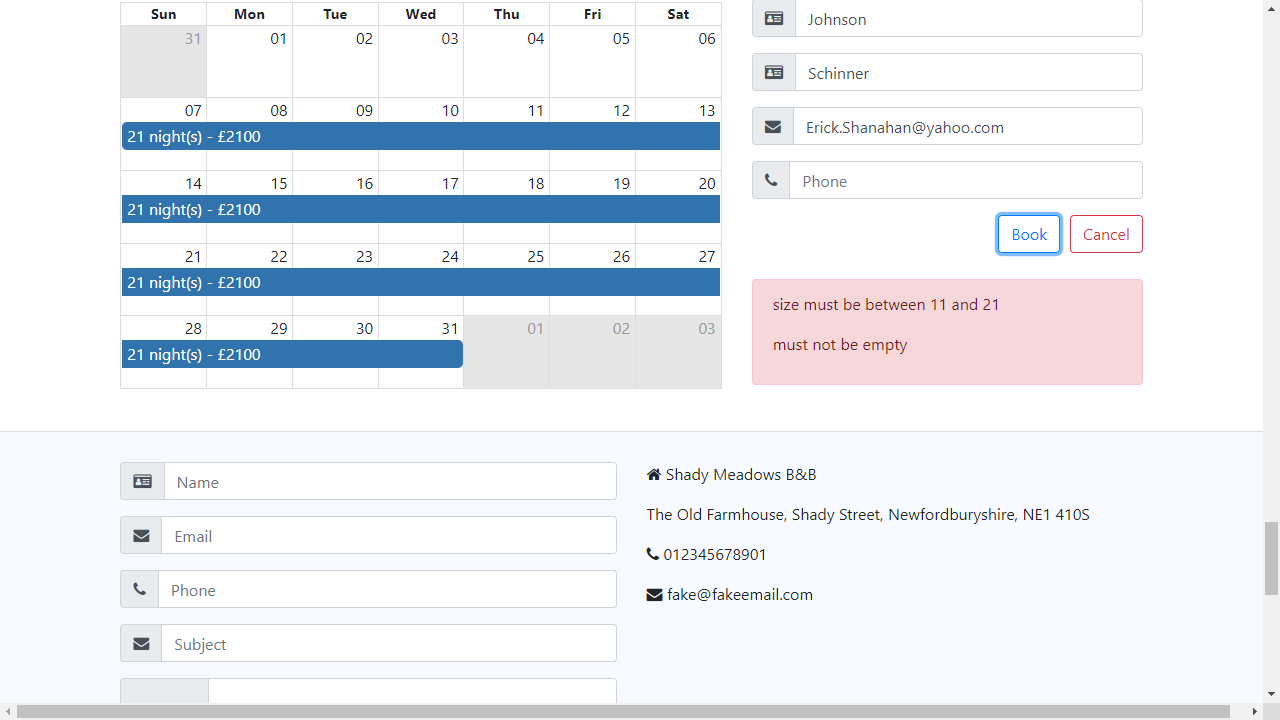 Sun Mon Tue Wed Thu Fri Sat
31 01 02 03 04 05 06
07 08 09 10 11 12 13
21 night(s) - £2100
14 15 16 17 18 19 20
21 night(s) - £2100
21 22 23 24 25 26 27
21 night(s) - £2100
28 29 30 31 01 02 03
21 night(s) - £2100
Johnson
Schinner
Erick.Shanahan@yahoo.com
Phone
Book Cancel
size must be between 11 and 21
must not be empty
Name
Email
Phone
Subject
Shady Meadows B&B
The Old Farmhouse, Shady Street, Newfordburyshire, NE1 410S
012345678901
fake@fakeemail.com